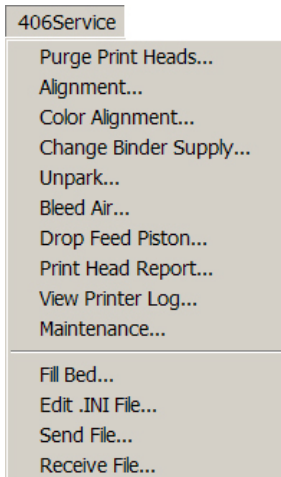 406Service
Purge Print Heads...
Alignment...
Color Alignment...
Change Binder Supply...
Unpark...
Bleed Air...
Drop Feed Piston...
Print Head Report...
View Printer Log...
Maintenance...
Fill Bed...
Edit .INI File...
Send File...
Receive File...